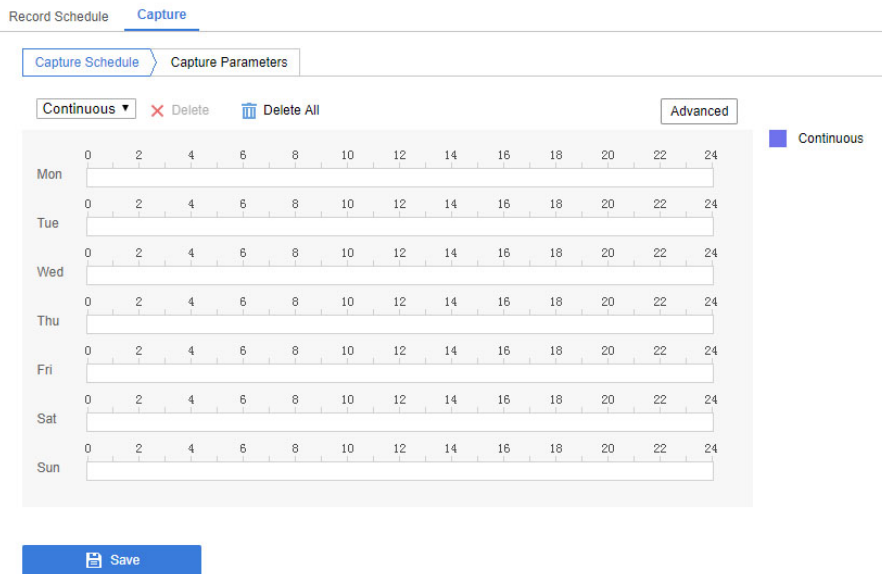 Record Schedule Capture
Capture Schedule Capture Parameters
Continuous Delete Delete All Advanced
Continuous
0 2 4 6 8 10 12 14 16 18 20 22 24
Mon
0 2 4 6 8 10 12 14 16 18 20 22 24
Tue
0 2 4 6 8 10 12 14 16 18 20 22 24
Wed
0 2 4 6 8 10 12 14 16 18 20 22 24
Thu
0 2 4 6 8 10 12 14 16 18 20 22 24
Fri
0 2 4 6 8 10 12 14 16 18 20 22 24
Sat
0 2 4 6 8 10 12 14 16 18 20 22 24
Sun
Save